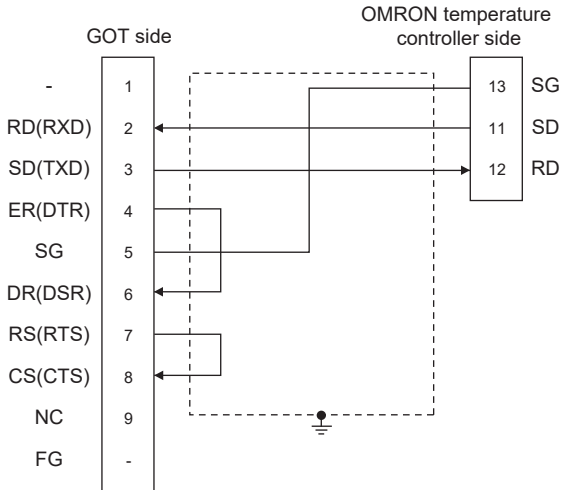 OMRON temperature
controller side
GOT side
- 1
RD(RXD) 2
SD(TXD) 3
ER(DTR) 4
SG 5
DR(DSR) 6
RS(RTS) 7
CS(CTS) 8
NC 9
FG -
13 SG
11 SD
12 RD